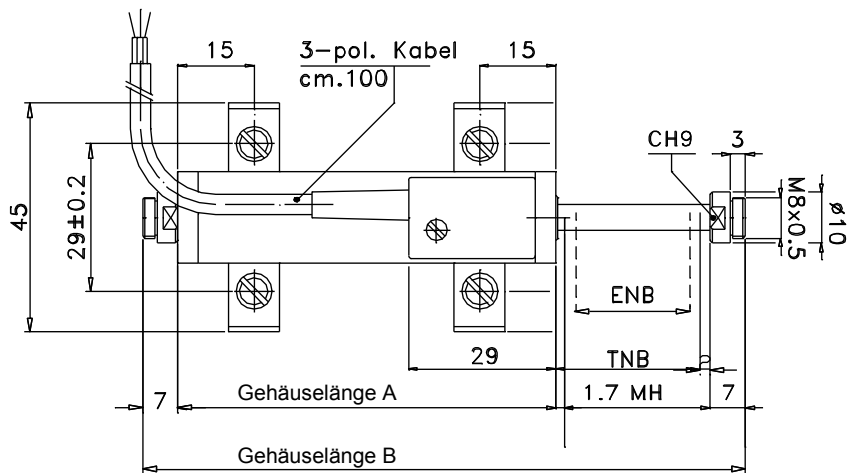 15
3-pol. Kabel
cm.100
15
CH9
3
45
29±0.2
M8x0.5
ø10
ENB
29
TNB
7
Gehäuselänge A
1.7 MH
7
Gehäuselänge B